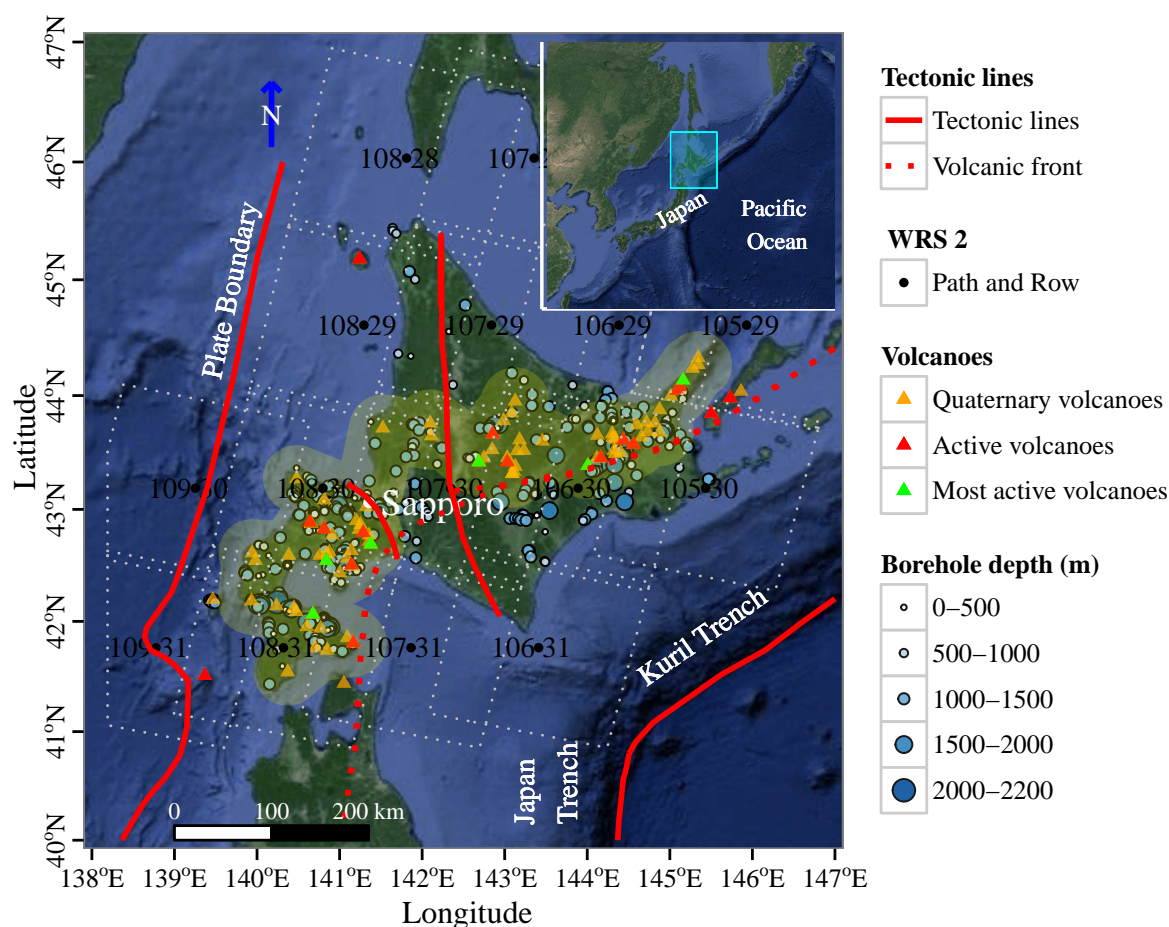 47°N
46°N
45°N
44°N
43°N
42°N
41°N
40°N
Latitude
138°E
139°E
140°E
141°E
142°E
143°E
144°E
145°E
146°E
147°E
Longitude
N
Plate Boundary
108-28
108-29
107-29
106-29
105-29
109-30
108-30
107-30
106-30
105-30
Sapporo
109-31
108-31
107-31
106-31
Kuril Trench
Japan
Trench
0
100
200 km
Japan
Pacific
Ocean
Tectonic lines
Tectonic lines
Volcanic front
WRS 2
Path and Row
Volcanoes
Quaternary volcanoes
Active volcanoes
Most active volcanoes
Borehole depth (m)
0–500
500–1000
1000–1500
1500–2000
2000–2200